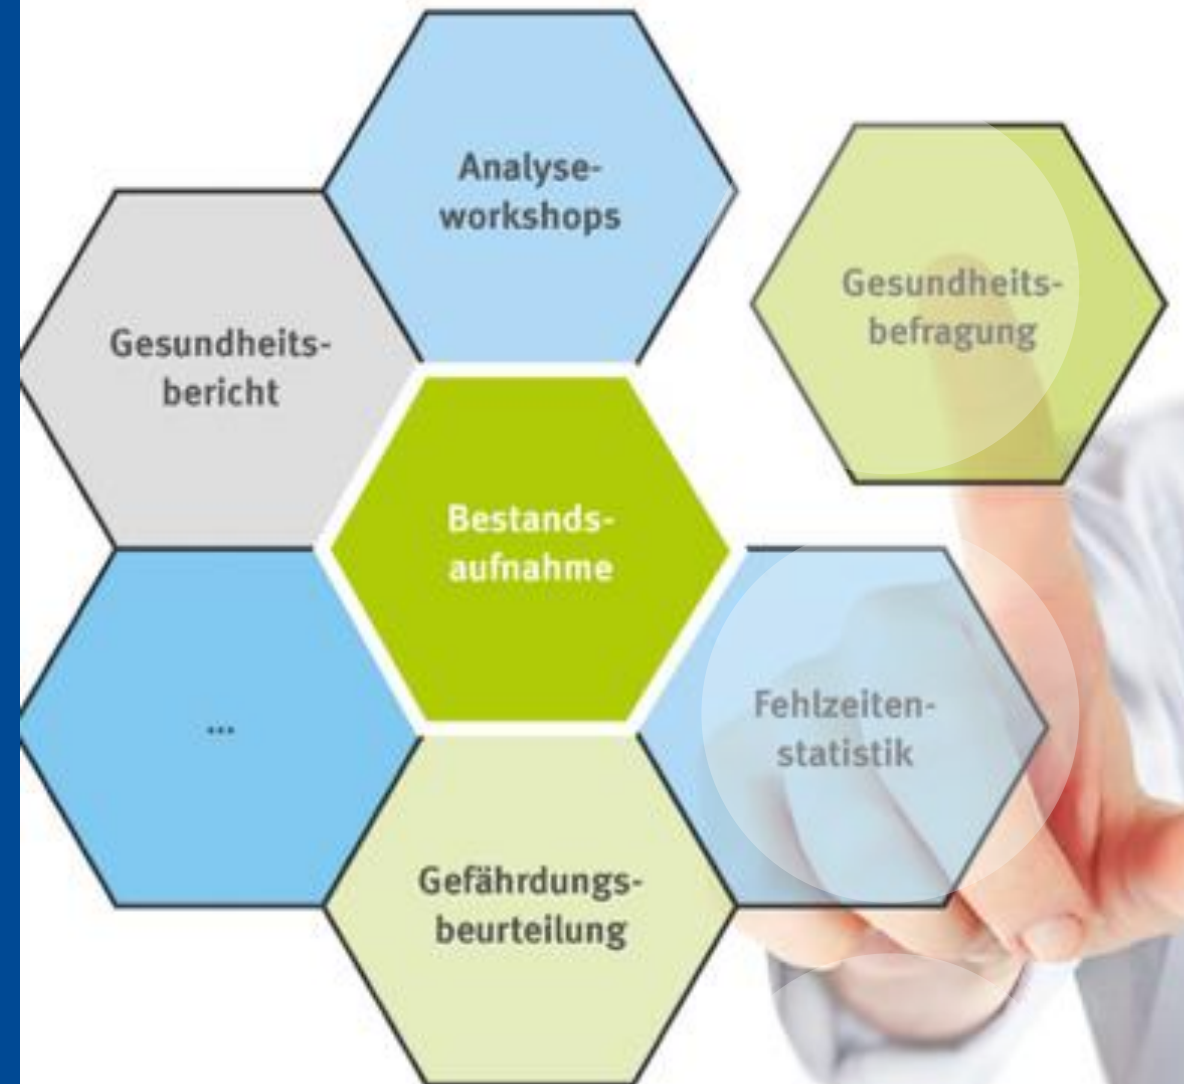 Analyse-
workshops
Gesundheits-
befragung
Gesundheits-
bericht
Bestands-
aufnahme
...
Fehlzeiten-
statistik
Gefährdungs-
beurteilung